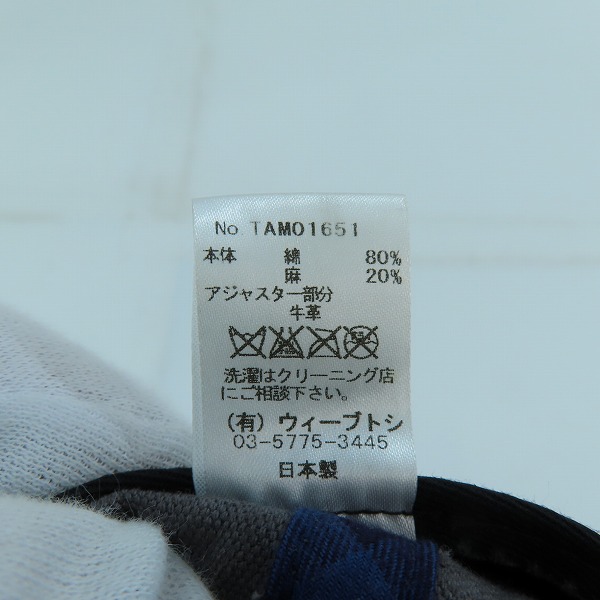 No TAM01651
本体 綿 80%
麻 20%
アジャスター部分
牛革
洗濯はクリーニング店
にご相談下さい。
(有) ウィーブトシ
03-5775-3445
日本製